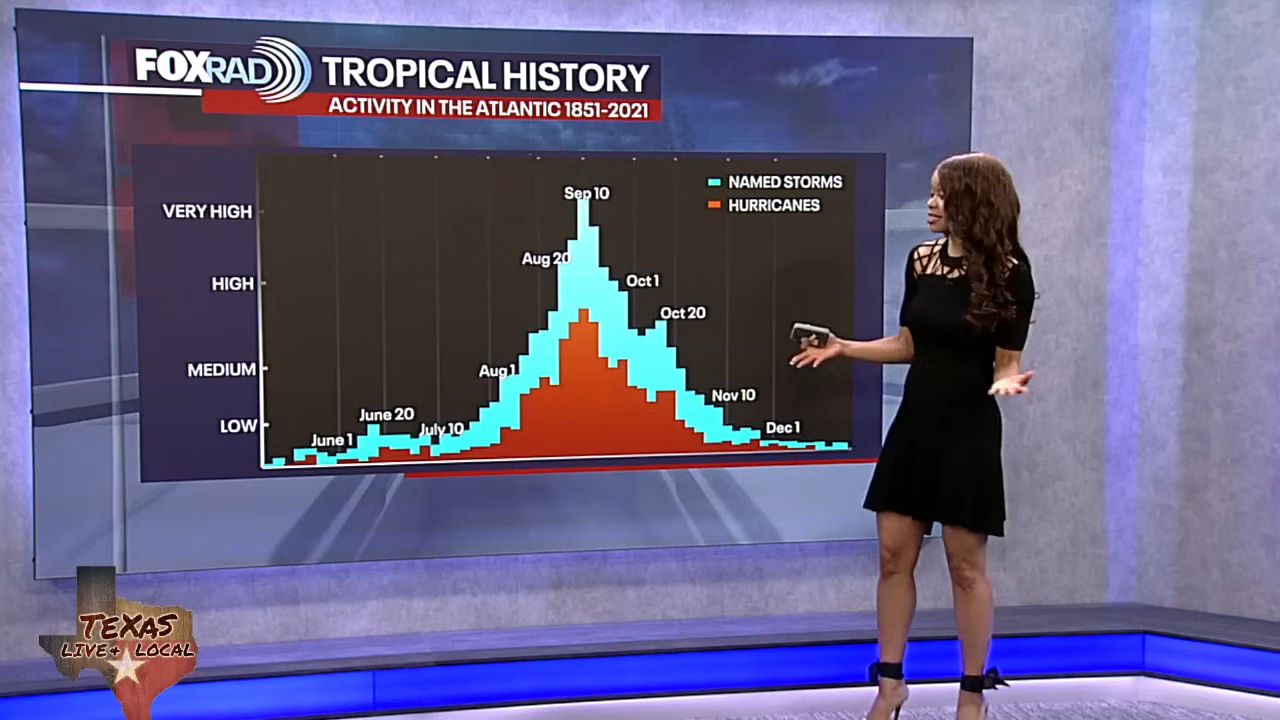 FOXRAD
TROPICAL HISTORY
ACTIVITY IN THE ATLANTIC 1851-2021
NAMED STORMS
HURRICANES
VERY HIGH
HIGH
MEDIUM
LOW
June 1
June 20
July 10
Aug 1
Aug 20
Sep 10
Oct 1
Oct 20
Nov 10
Dec 1
TEXAS
LIVE+ LOCAL